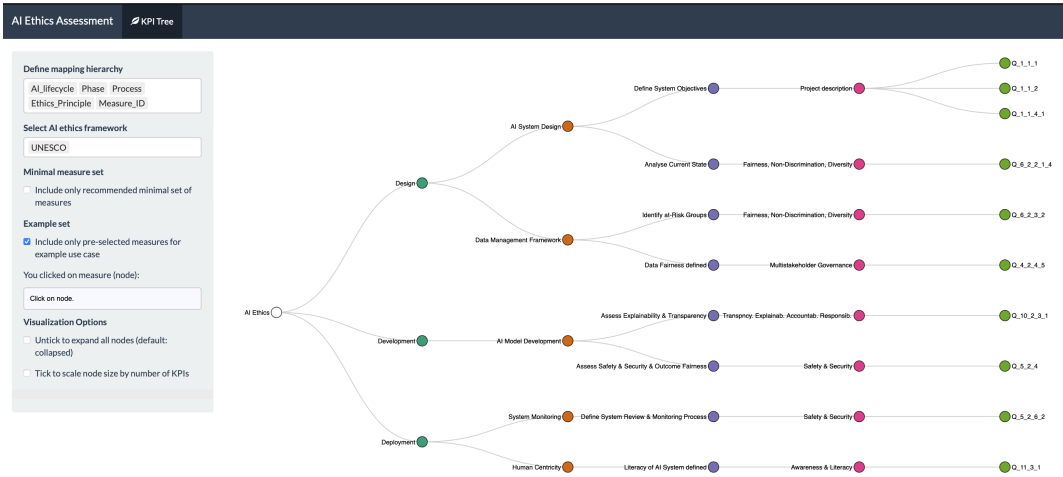 AI Ethics Assessment
KPI Tree
Define mapping hierarchy
AI_lifecycle Phase Process
Ethics_Principle Measure_ID
Select AI ethics framework
UNESCO
Minimal measure set
Include only recommended minimal set of
measures
Example set
Include only pre-selected measures for
example use case
You clicked on measure (node):
Click on node.
Visualization Options
Untick to expand all nodes (default:
collapsed)
Tick to scale node size by number of KPIs
Q_1_1_1
Define System Objectives Project description Q_1_1_2
Q_1_1_4_1
AI System Design
Analyse Current State Fairness, Non-Discrimination, Diversity Q_6_2_2_1_4
Design
Identify at-Risk Groups Fairness, Non-Discrimination, Diversity Q_6_2_3_2
Data Management Framework
Data Fairness defined Multistakeholder Governance Q_4_2_4_5
AI Ethics
Assess Explainability & Transparency Transpncy. Explainab. Accountab. Responsib. Q_10_2_3_1
Development AI Model Development
Assess Safety & Security & Outcome Fairness Safety & Security Q_5_2_4
System Monitoring Define System Review & Monitoring Process Safety & Security Q_5_2_6_2
Deployment
Human Centricity Literacy of AI System defined Awareness & Literacy Q_11_3_1